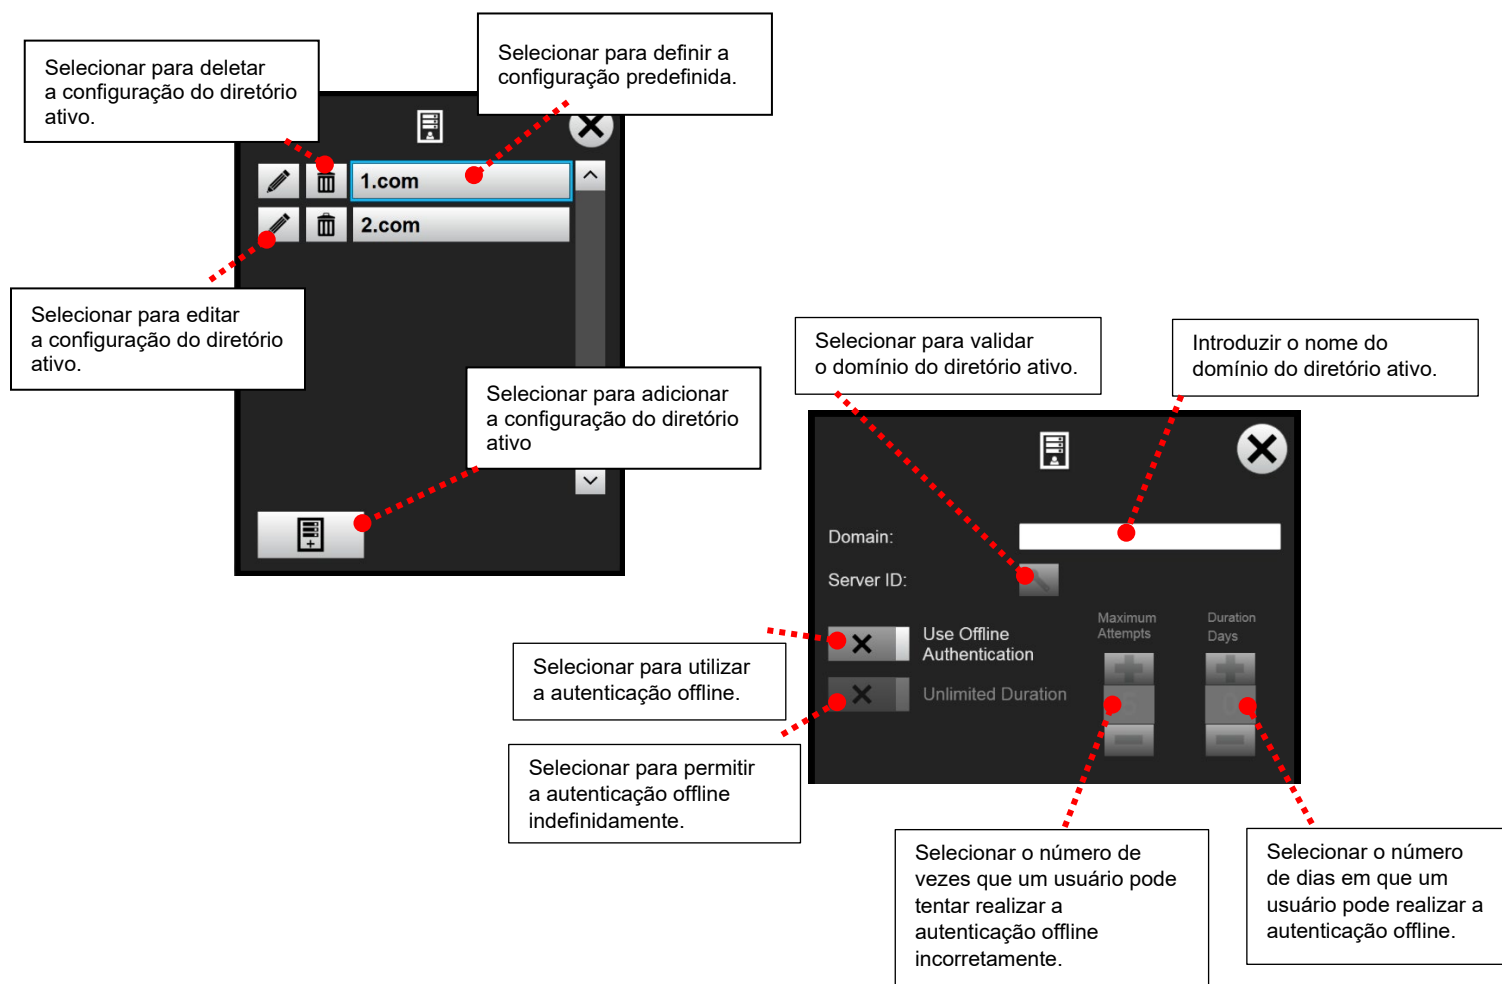 Selecionar para deletar
a configuração do diretório
ativo.
Selecionar para definir a
configuração predefinida.
1.com
2.com
Selecionar para editar
a configuração do diretório
ativo.
Selecionar para adicionar
a configuração do diretório
ativo
Selecionar para validar
o domínio do diretório ativo.
Introduzir o nome do
domínio do diretório ativo.
Domain:
Server ID:
Maximum
Attempts
Duration
Days
Use Offline
Authentication
Unlimited Duration
Selecionar para utilizar
a autenticação offline.
Selecionar para permitir
a autenticação offline
indefinidamente.
Selecionar o número de
vezes que um usuário pode
tentar realizar a
autenticação offline
incorretamente.
Selecionar o número
de dias em que um
usuário pode realizar a
autenticação offline.